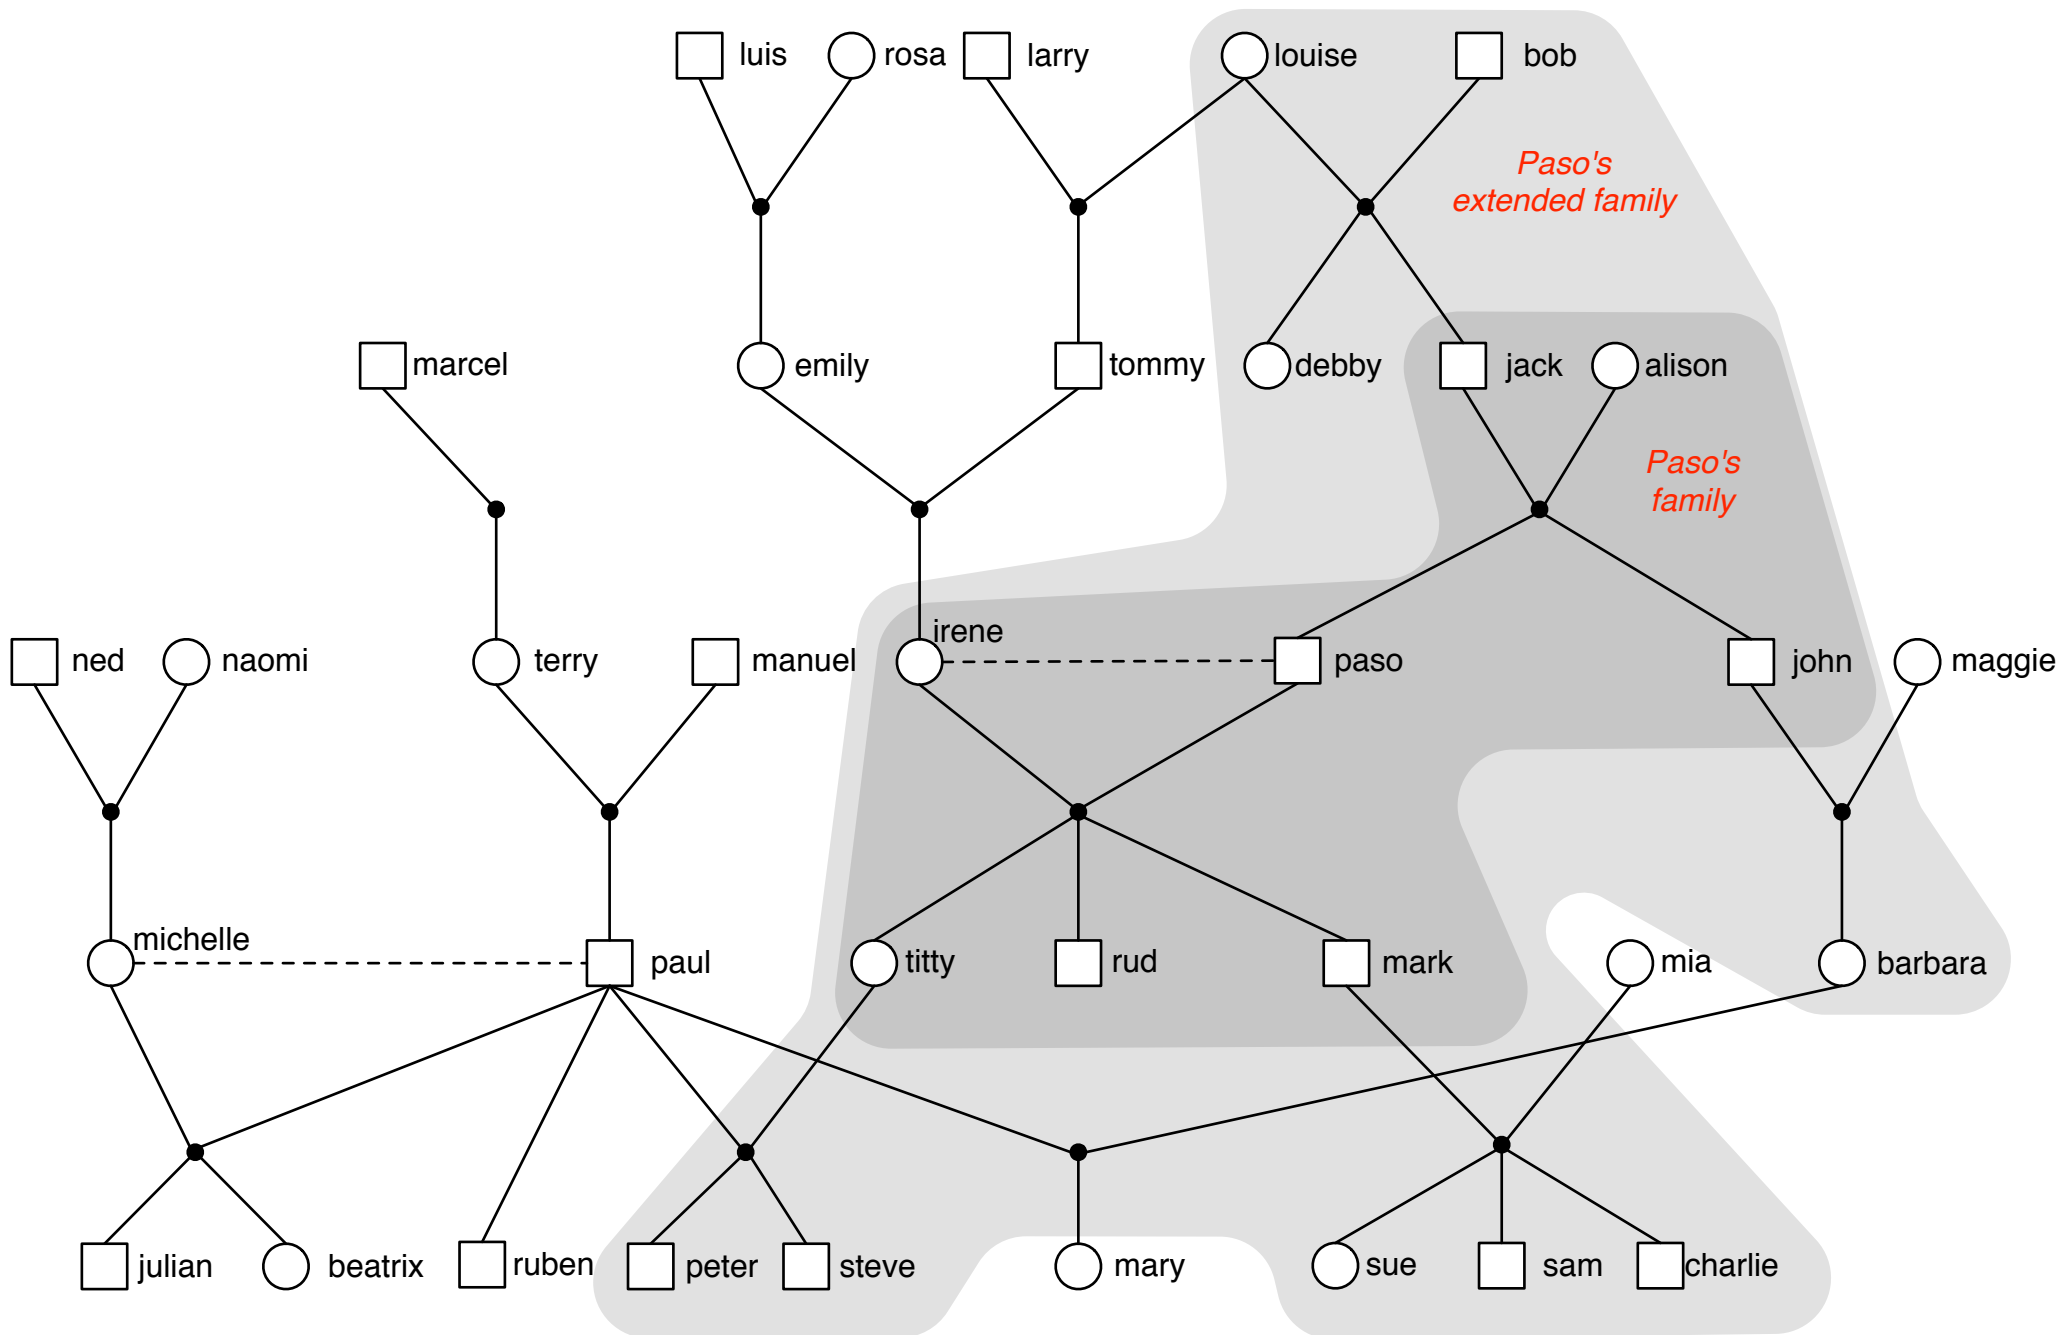 luis
rosa
larry
louise
bob
Paso's
extended family
marcel
emily
tommy
debby
jack
alison
Paso's
family
irene
ned
naomi
terry
manuel
paso
john
maggie
michelle
paul
titty
rud
mark
mia
barbara
julian
beatrix
ruben
peter
steve
mary
sue
sam
charlie